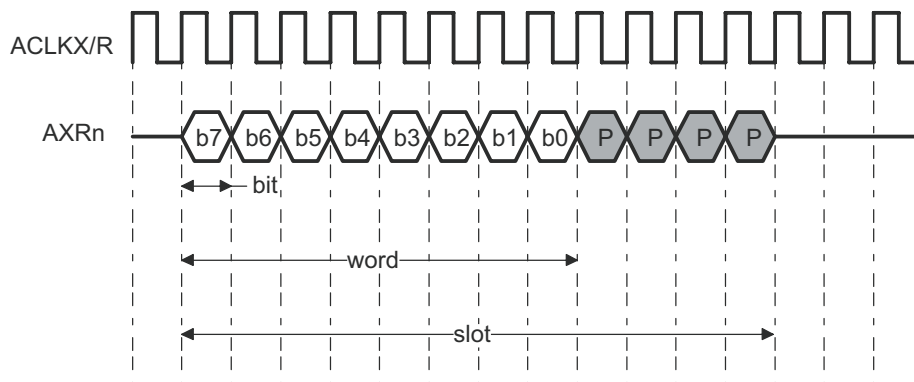 ACLKX/R
AXRn
b7 b6 b5 b4 b3 b2 b1 b0 P P P P
bit
word
slot